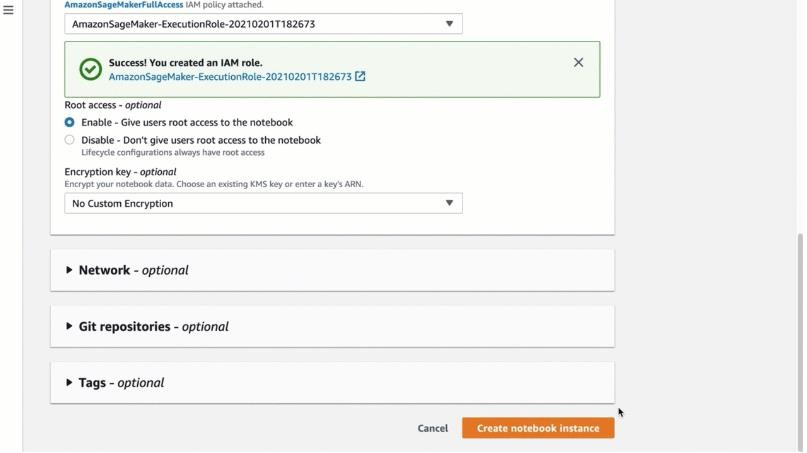 AmazonSageMakerFullAccess IAM policy attached.
AmazonSageMaker-ExecutionRole-20210201T182673
Success! You created an IAM role.
AmazonSageMaker-ExecutionRole-20210201T182673
Root access - optional
Enable - Give users root access to the notebook
Disable - Don't give users root access to the notebook
Lifecycle configurations always have root access
Encryption key - optional
Encrypt your notebook data. Choose an existing KMS key or enter a key's ARN.
No Custom Encryption
Network - optional
Git repositories - optional
Tags - optional
Cancel
Create notebook instance